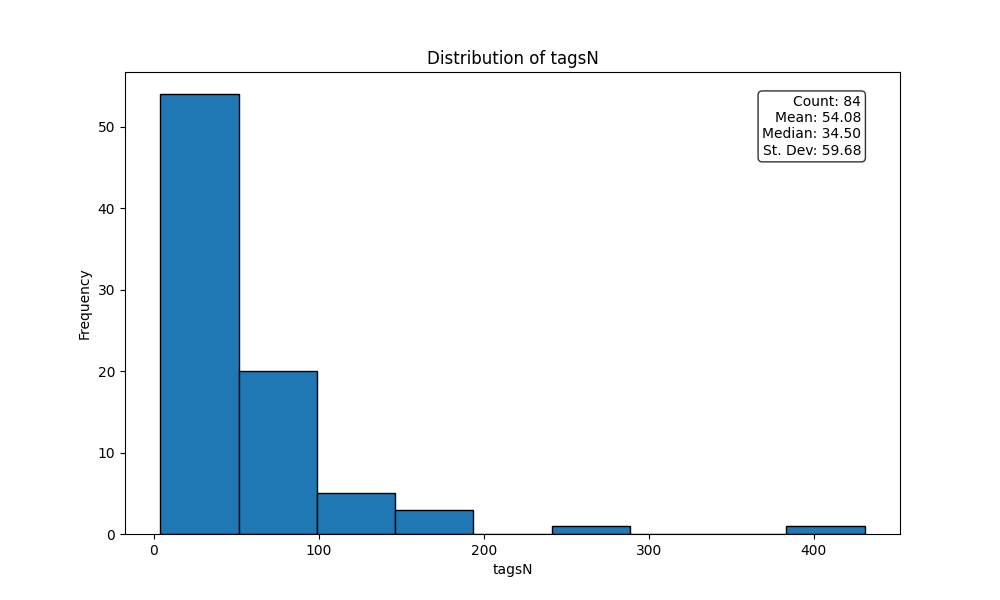 Distribution of tagsN
Count: 84
Mean: 54.08
Median: 34.50
St. Dev: 59.68
50
40
30
20
10
0
Frequency
0 100 200 300 400
tagsN